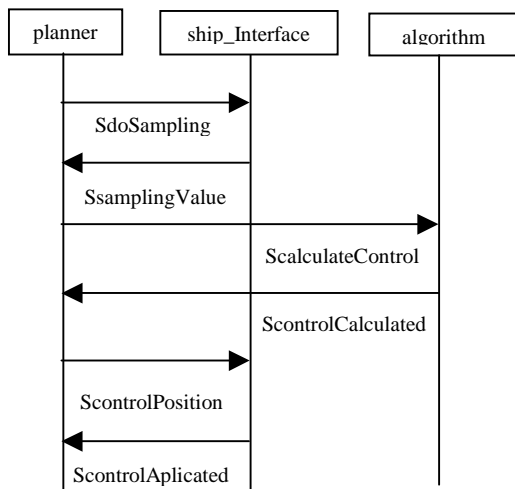 planner
ship_Interface
algorithm
SdoSampling
SsamplingValue
ScalculateControl
ScontrolCalculated
ScontrolPosition
ScontrolAplicated